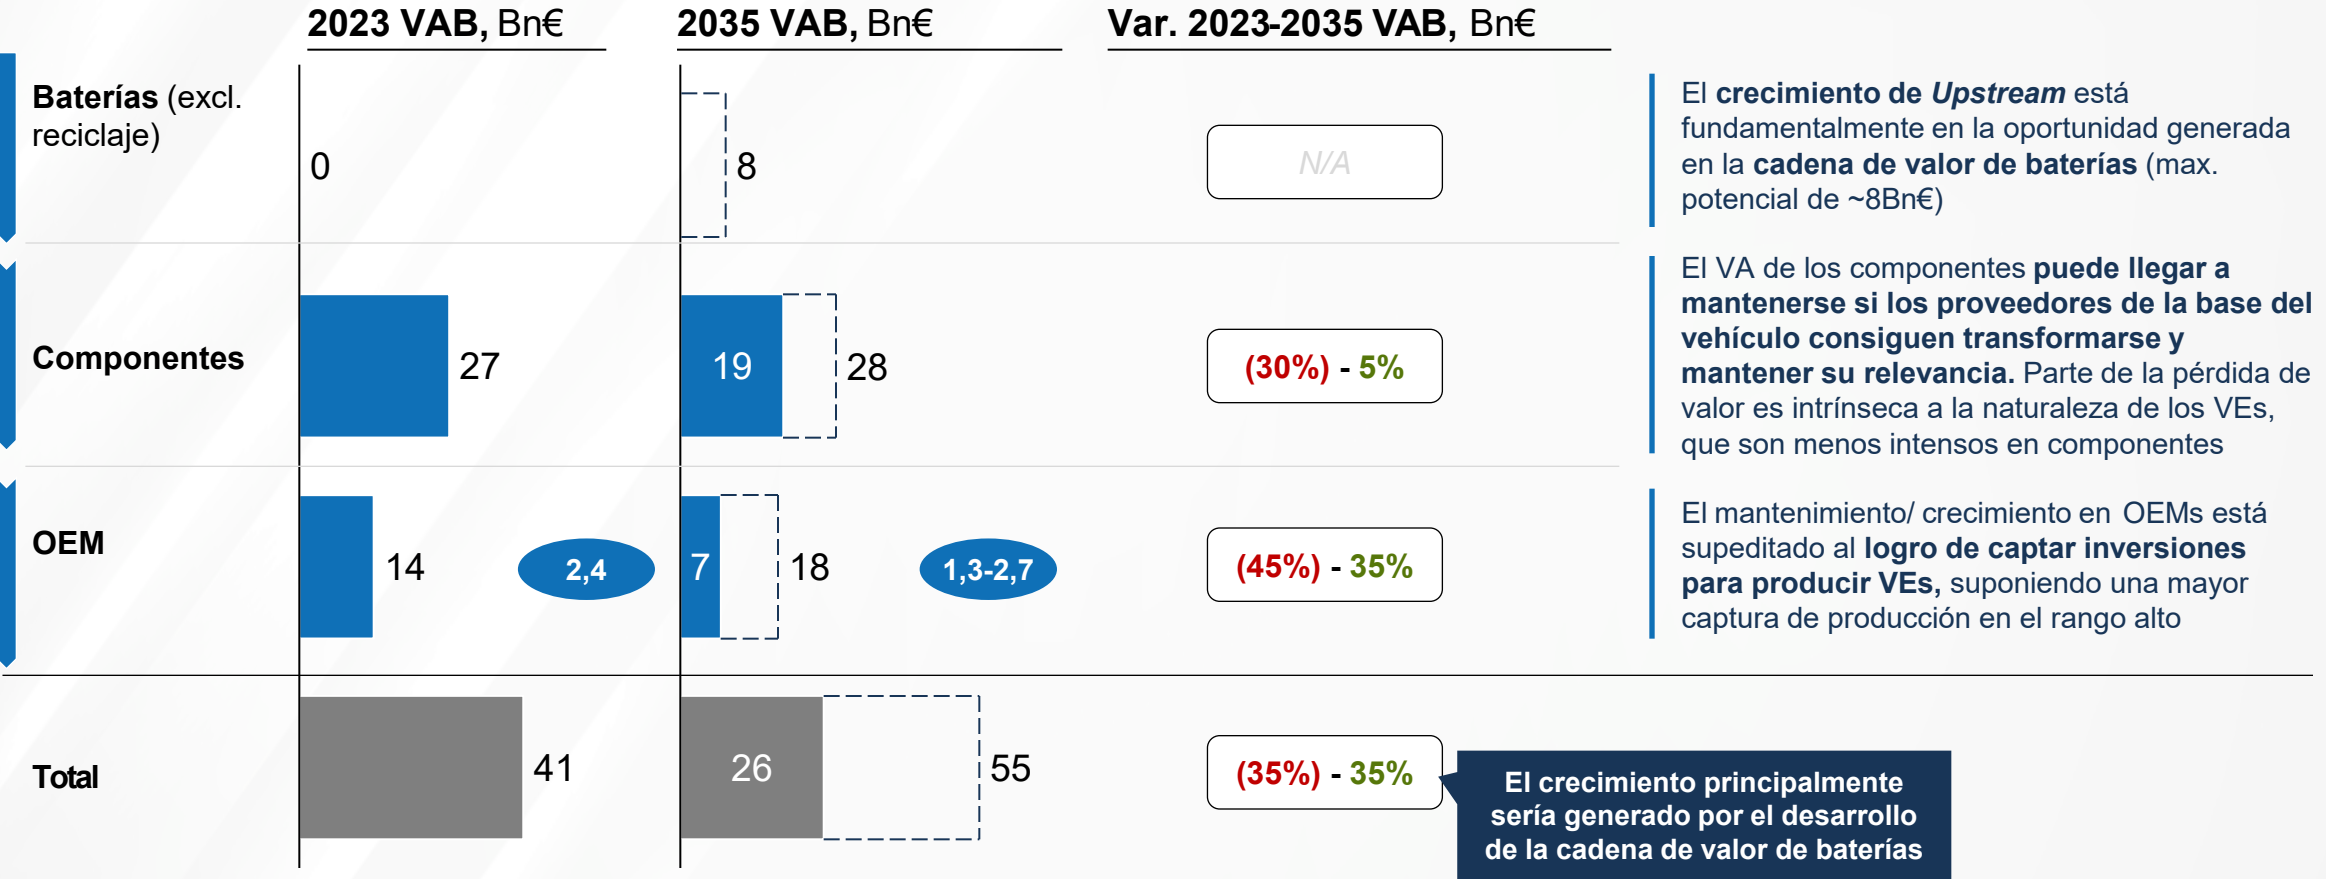 2023 VAB, Bn€
2035 VAB, Bn€
Var. 2023-2035 VAB, Bn€
Baterías (excl.
reciclaje)
0
8
N/A
El crecimiento de Upstream está
fundamentalmente en la oportunidad generada
en la cadena de valor de baterías (max.
potencial de ~8Bn€)
Componentes
27
19
28
(30%) - 5%
El VA de los componentes puede llegar a
mantenerse si los proveedores de la base del
vehículo consiguen transformarse y
mantener su relevancia. Parte de la pérdida de
valor es intrínseca a la naturaleza de los VEs,
que son menos intensos en componentes
OEM
14
2,4
7
18
1,3-2,7
(45%) - 35%
El mantenimiento/ crecimiento en OEMs está
supeditado al logro de captar inversiones
para producir VEs, suponiendo una mayor
captura de producción en el rango alto
Total
41
26
55
(35%) - 35%
El crecimiento principalmente
sería generado por el desarrollo
de la cadena de valor de baterías